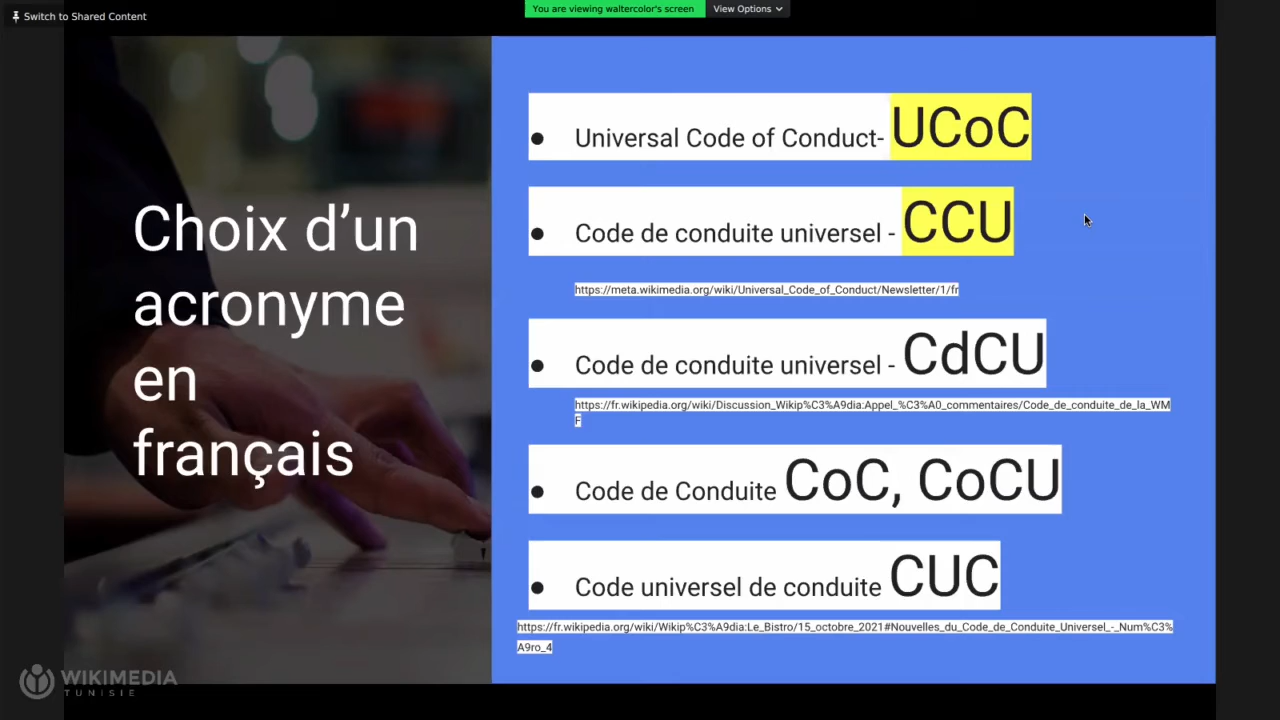 Switch to Shared Content
You are viewing waltercolor's screen
View Options
Choix d'un
acronyme
en
français
● Universal Code of Conduct- UCoC
● Code de conduite universel - CCU
https://meta.wikimedia.org/wiki/Universal_Code_of_Conduct/Newsletter/1/fr
● Code de conduite universel - CdCU
https://fr.wikipedia.org/wiki/Discussion_Wikip%C3%A9dia:Appel_%C3%A0_commentaires/Code_de_conduite_de_la_WM
F
● Code de Conduite CoC, CoCU
● Code universel de conduite CUC
https://fr.wikipedia.org/wiki/Wikip%C3%A9dia:Le_Bistro/15_octobre_2021#Nouvelles_du_Code_de_Conduite_Universel_-_Num%C3%
A9ro_4
WIKIMEDIA
TUNISIE